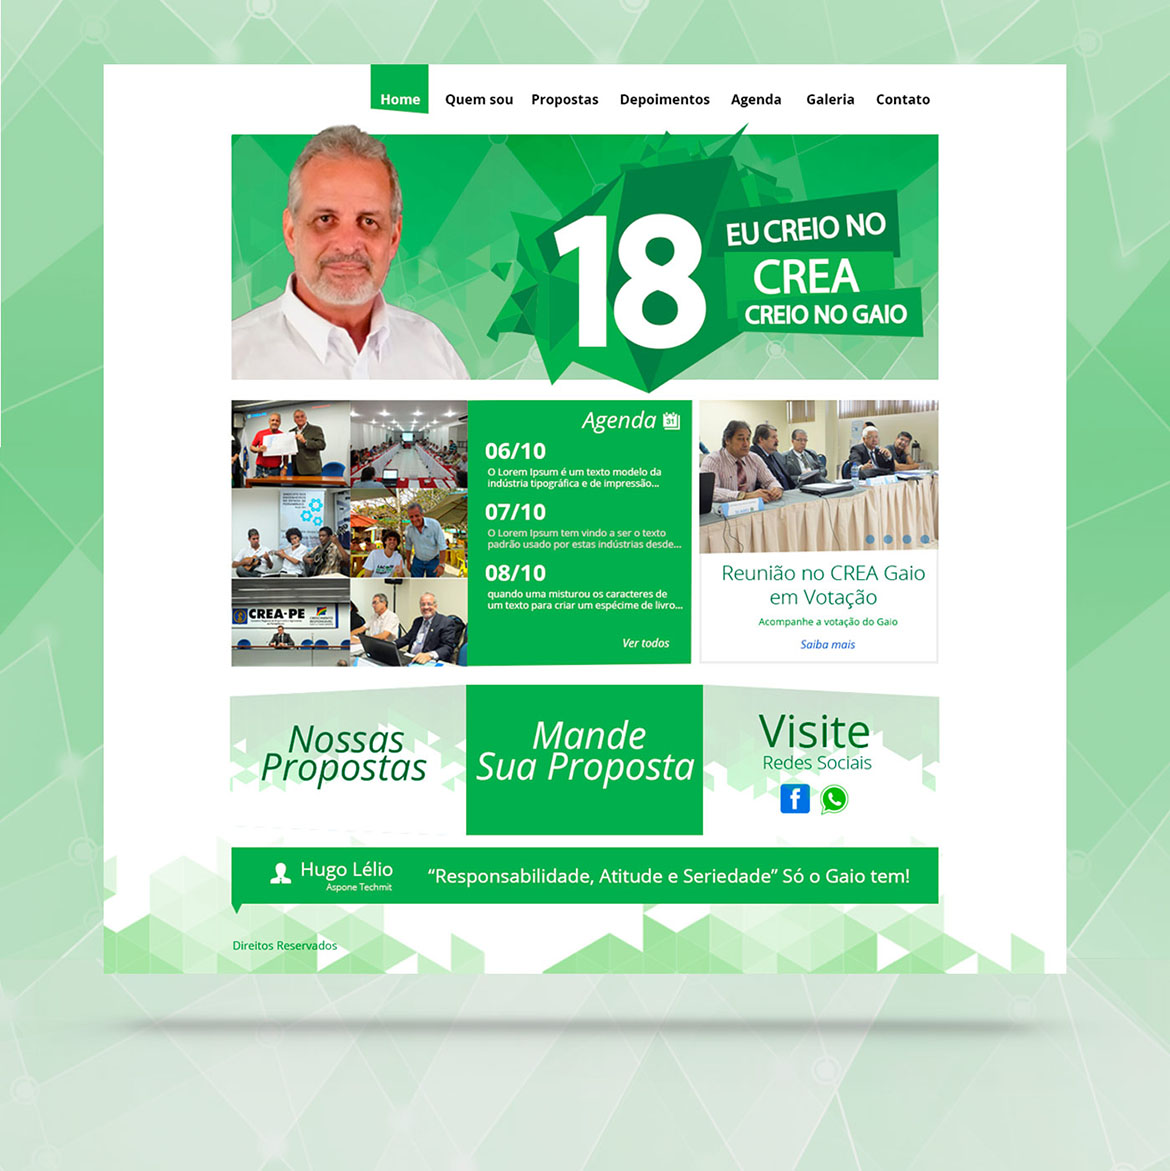 Home Quem sou Propostas Depoimentos Agenda Galeria Contato
18
EU CREIO NO
CREA
CREIO NO GAIO
Agenda
31
06/10
O Lorem Ipsum é um texto modelo da
indústria tipográfica e de impressão...
07/10
O Lorem Ipsum tem vindo a ser o texto
padrão usado por estas indústrias desde...
08/10
quando uma misturou os caracteres de
um texto para criar um espécime de livro...
Ver todos
CREA-PE
Reunião no CREA Gaio
em Votação
Acompanhe a votação do Gaio
Saiba mais
Nossas
Propostas
Mande
Sua Proposta
Visite
Redes Sociais
Hugo Lélio
Aspone Techmit
“Responsabilidade, Atitude e Seriedade” Só o Gaio tem!
Direitos Reservados